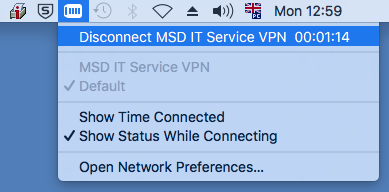 Mon 12:59
Disconnect MSD IT Service VPN 00:01:14
MSD IT Service VPN
✓ Default
Show Time Connected
✓ Show Status While Connecting
Open Network Preferences...